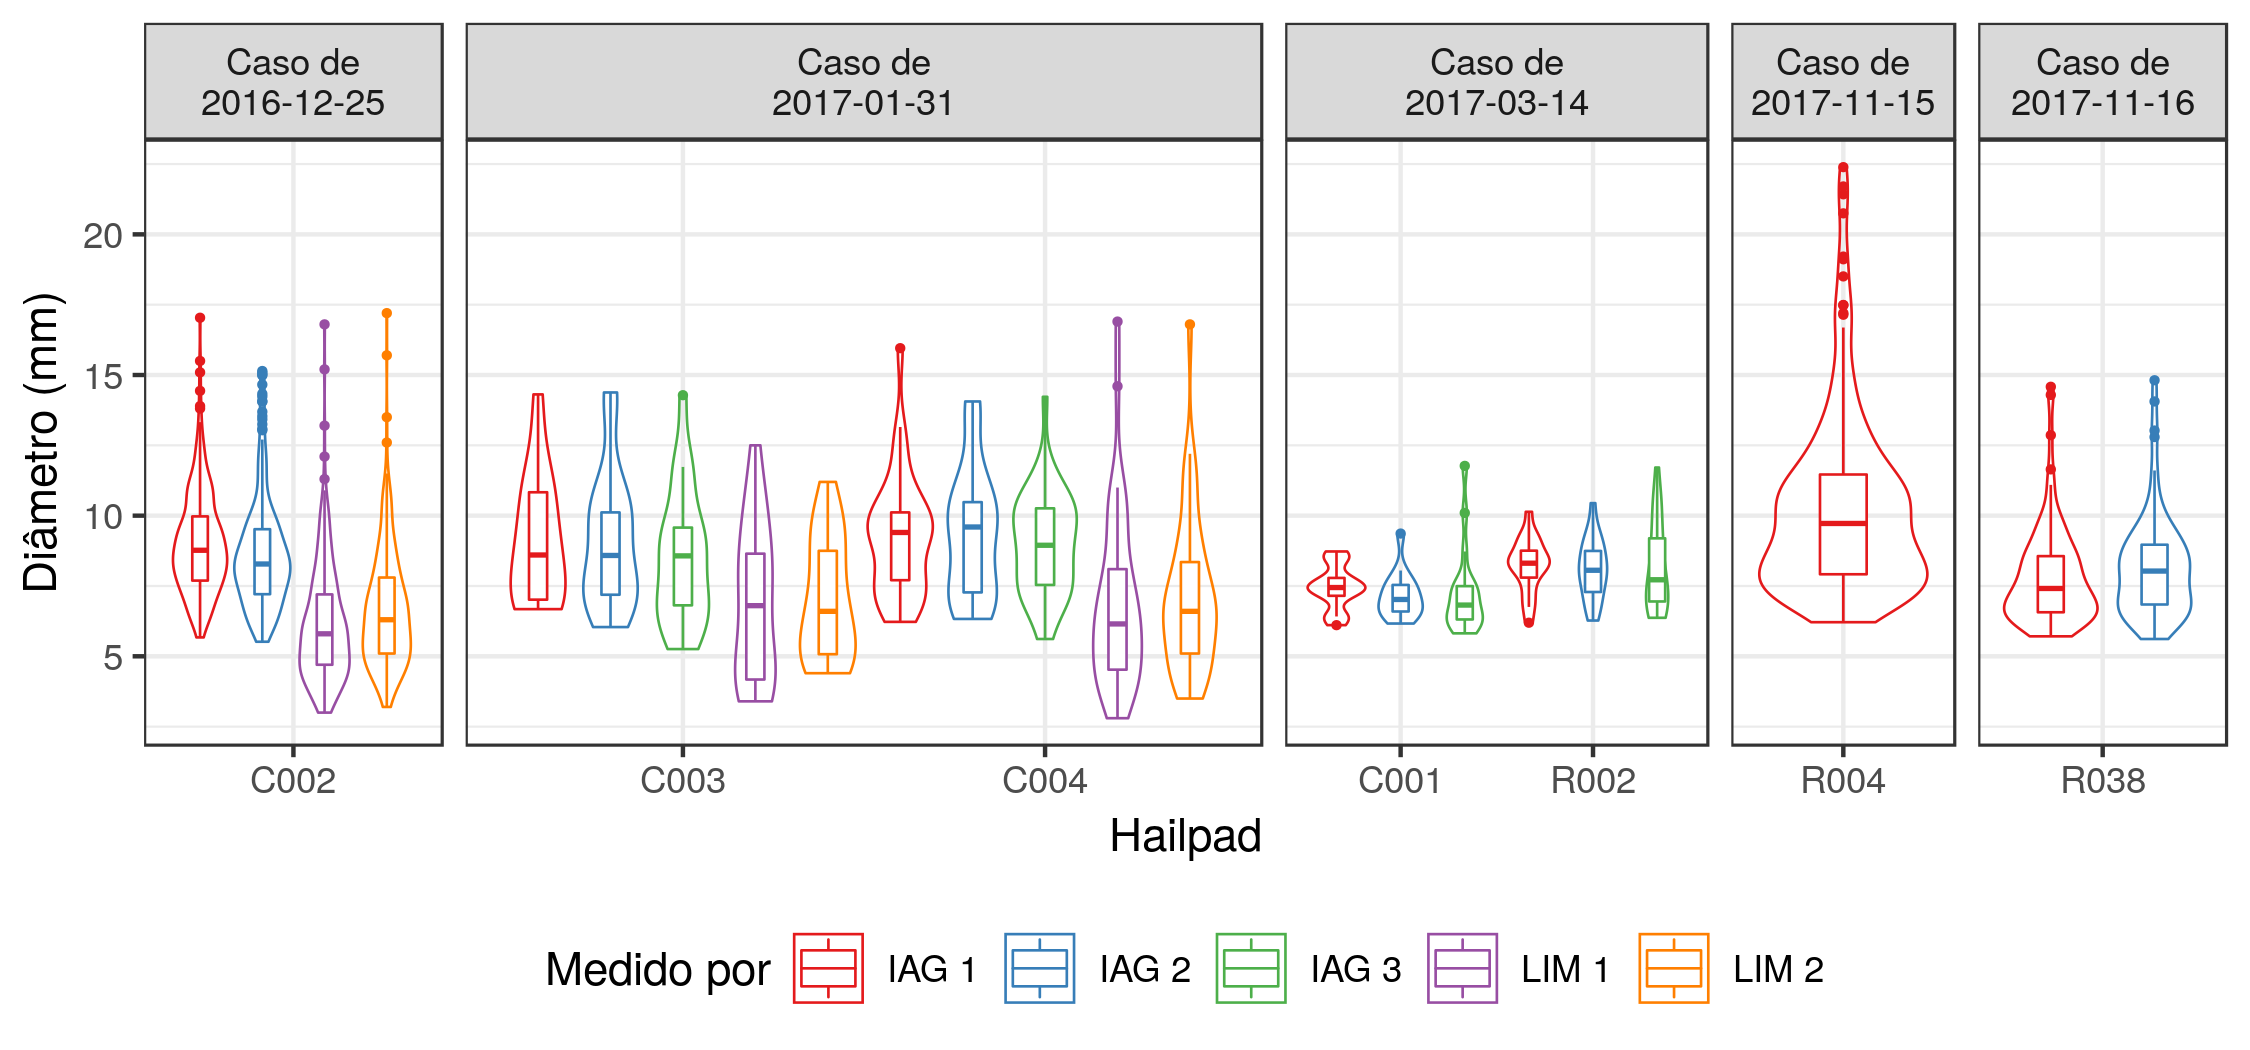 Caso de
2016-12-25
Caso de
2017-01-31
Caso de
2017-03-14
Caso de
2017-11-15
Caso de
2017-11-16
Diâmetro (mm)
20
15
10
5
C002
C003
C004
C001
R002
R004
R038
Hailpad
Medido por
IAG 1
IAG 2
IAG 3
LIM 1
LIM 2